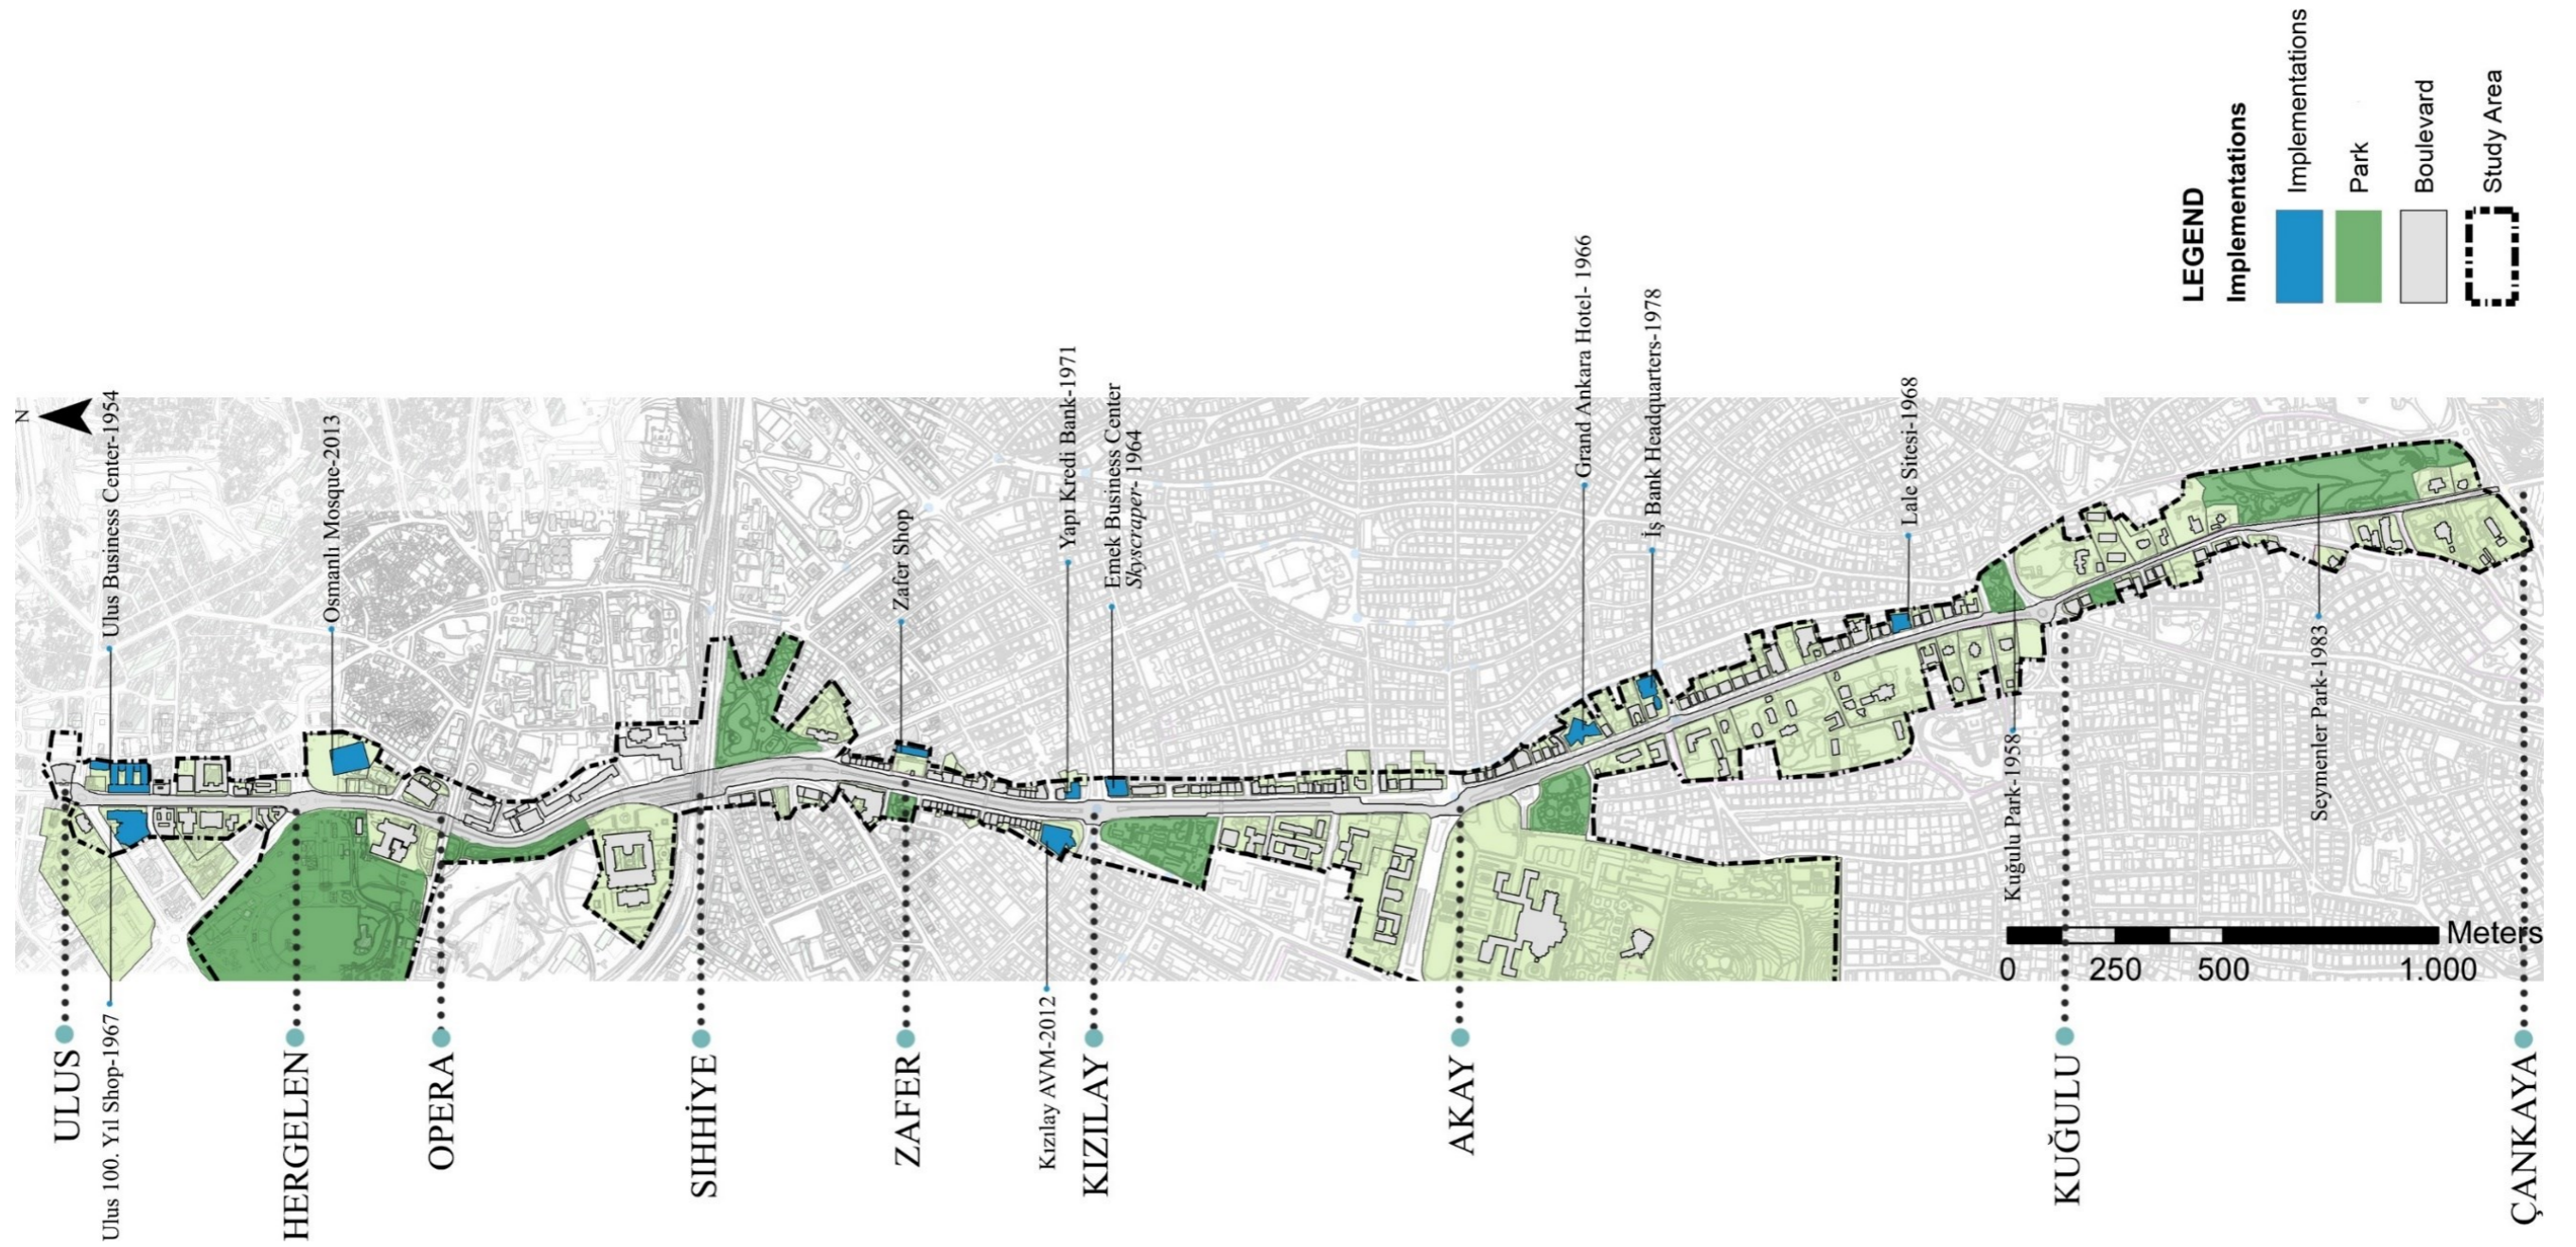 LEGEND
Implementations
Implementations
Park
Boulevard
Study Area
N
Ulus Business Center-1954
Osmanlı Mosque-2013
Zafer Shop
Yapı Kredi Bank-1971
Emek Business Center
Skyscraper- 1964
Grand Ankara Hotel- 1966
İş Bank Headquarters-1978
Lale Sitesi-1968
Kuğulu Park-1958
Seymenler Park-1983
Meters
0 250 500 1.000
ULUS
Ulus 100. Yıl Shop-1967
HERGELEN
OPERA
SIHHİYE
ZAFER
Kızılay AVM-2012
KIZILAY
AKAY
KUĞULU
ÇANKAYA